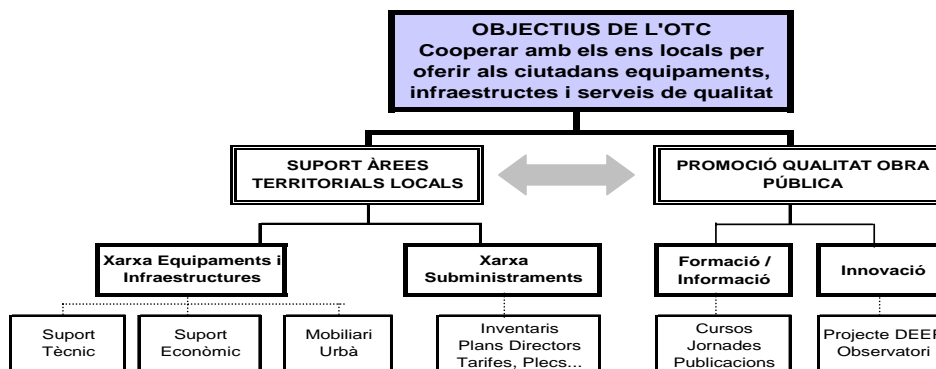 OBJECTIUS DE L'OTC
Cooperar amb els ens locals per
oferir als ciutadans equipaments,
infraestructes i serveis de qualitat
SUPORT ÀREES
TERRITORIALS LOCALS
PROMOCIÓ QUALITAT OBRA
PÚBLICA
Xarxa Equipaments i
Infraestructures
Xarxa
Subministraments
Formació /
Informació
Innovació
Suport
Tècnic
Suport
Econòmic
Mobiliari
Urbà
Inventaris
Plans Directors
Tarifes, Plecs...
Cursos
Jornades
Publicacions
Projecte DEEP
Observatori